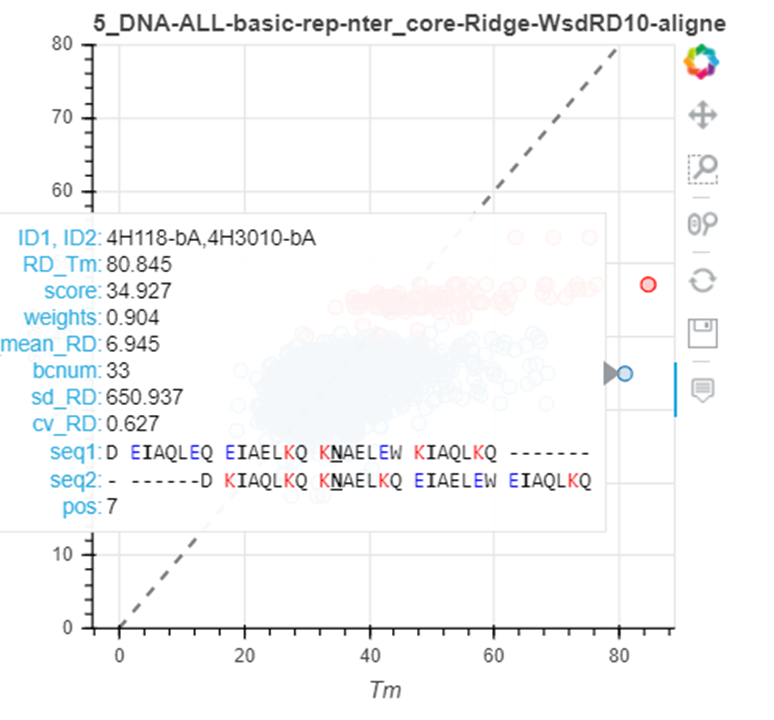 5_DNA-ALL-basic-rep-nter_core-Ridge-WsdRD10-aligne
80
70
60
ID1, ID2: 4H118-bA,4H3010-bA
RD_Tm: 80.845
score: 34.927
weights: 0.904
mean_RD: 6.945
bcnum: 33
sd_RD: 650.937
cv_RD: 0.627
seq1: D EIAQLEQ EIAELKQ KNAELEW KIAQLKQ -------
seq2: - ------D KIAQLKQ KNAELKQ EIAELEW EIAQLKQ
pos: 7
10
0
0 20 40 60 80
Tm